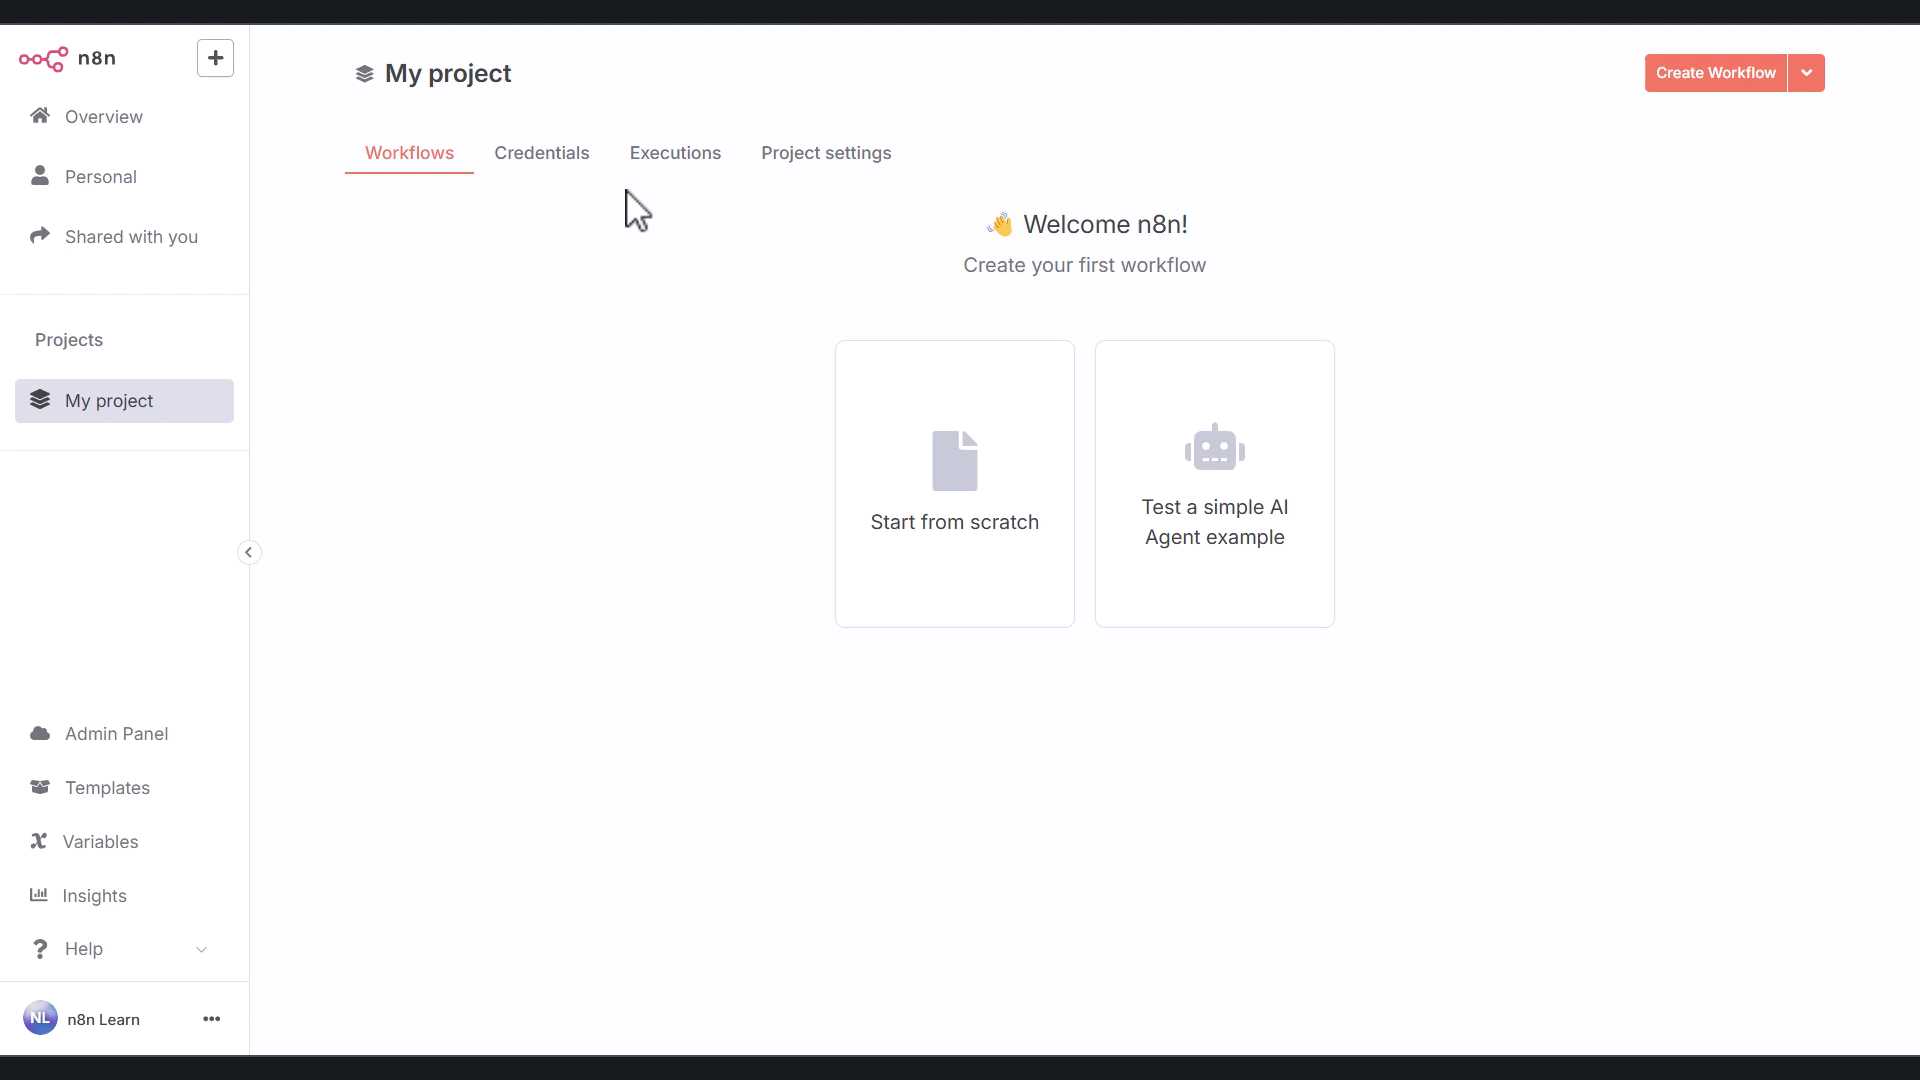 n8n
Overview
Personal
Shared with you
Projects
My project
Admin Panel
Templates
Variables
Insights
Help
NL n8n Learn
My project
Create Workflow
Workflows Credentials Executions Project settings
👋 Welcome n8n!
Create your first workflow
Start from scratch
Test a simple AI
Agent example